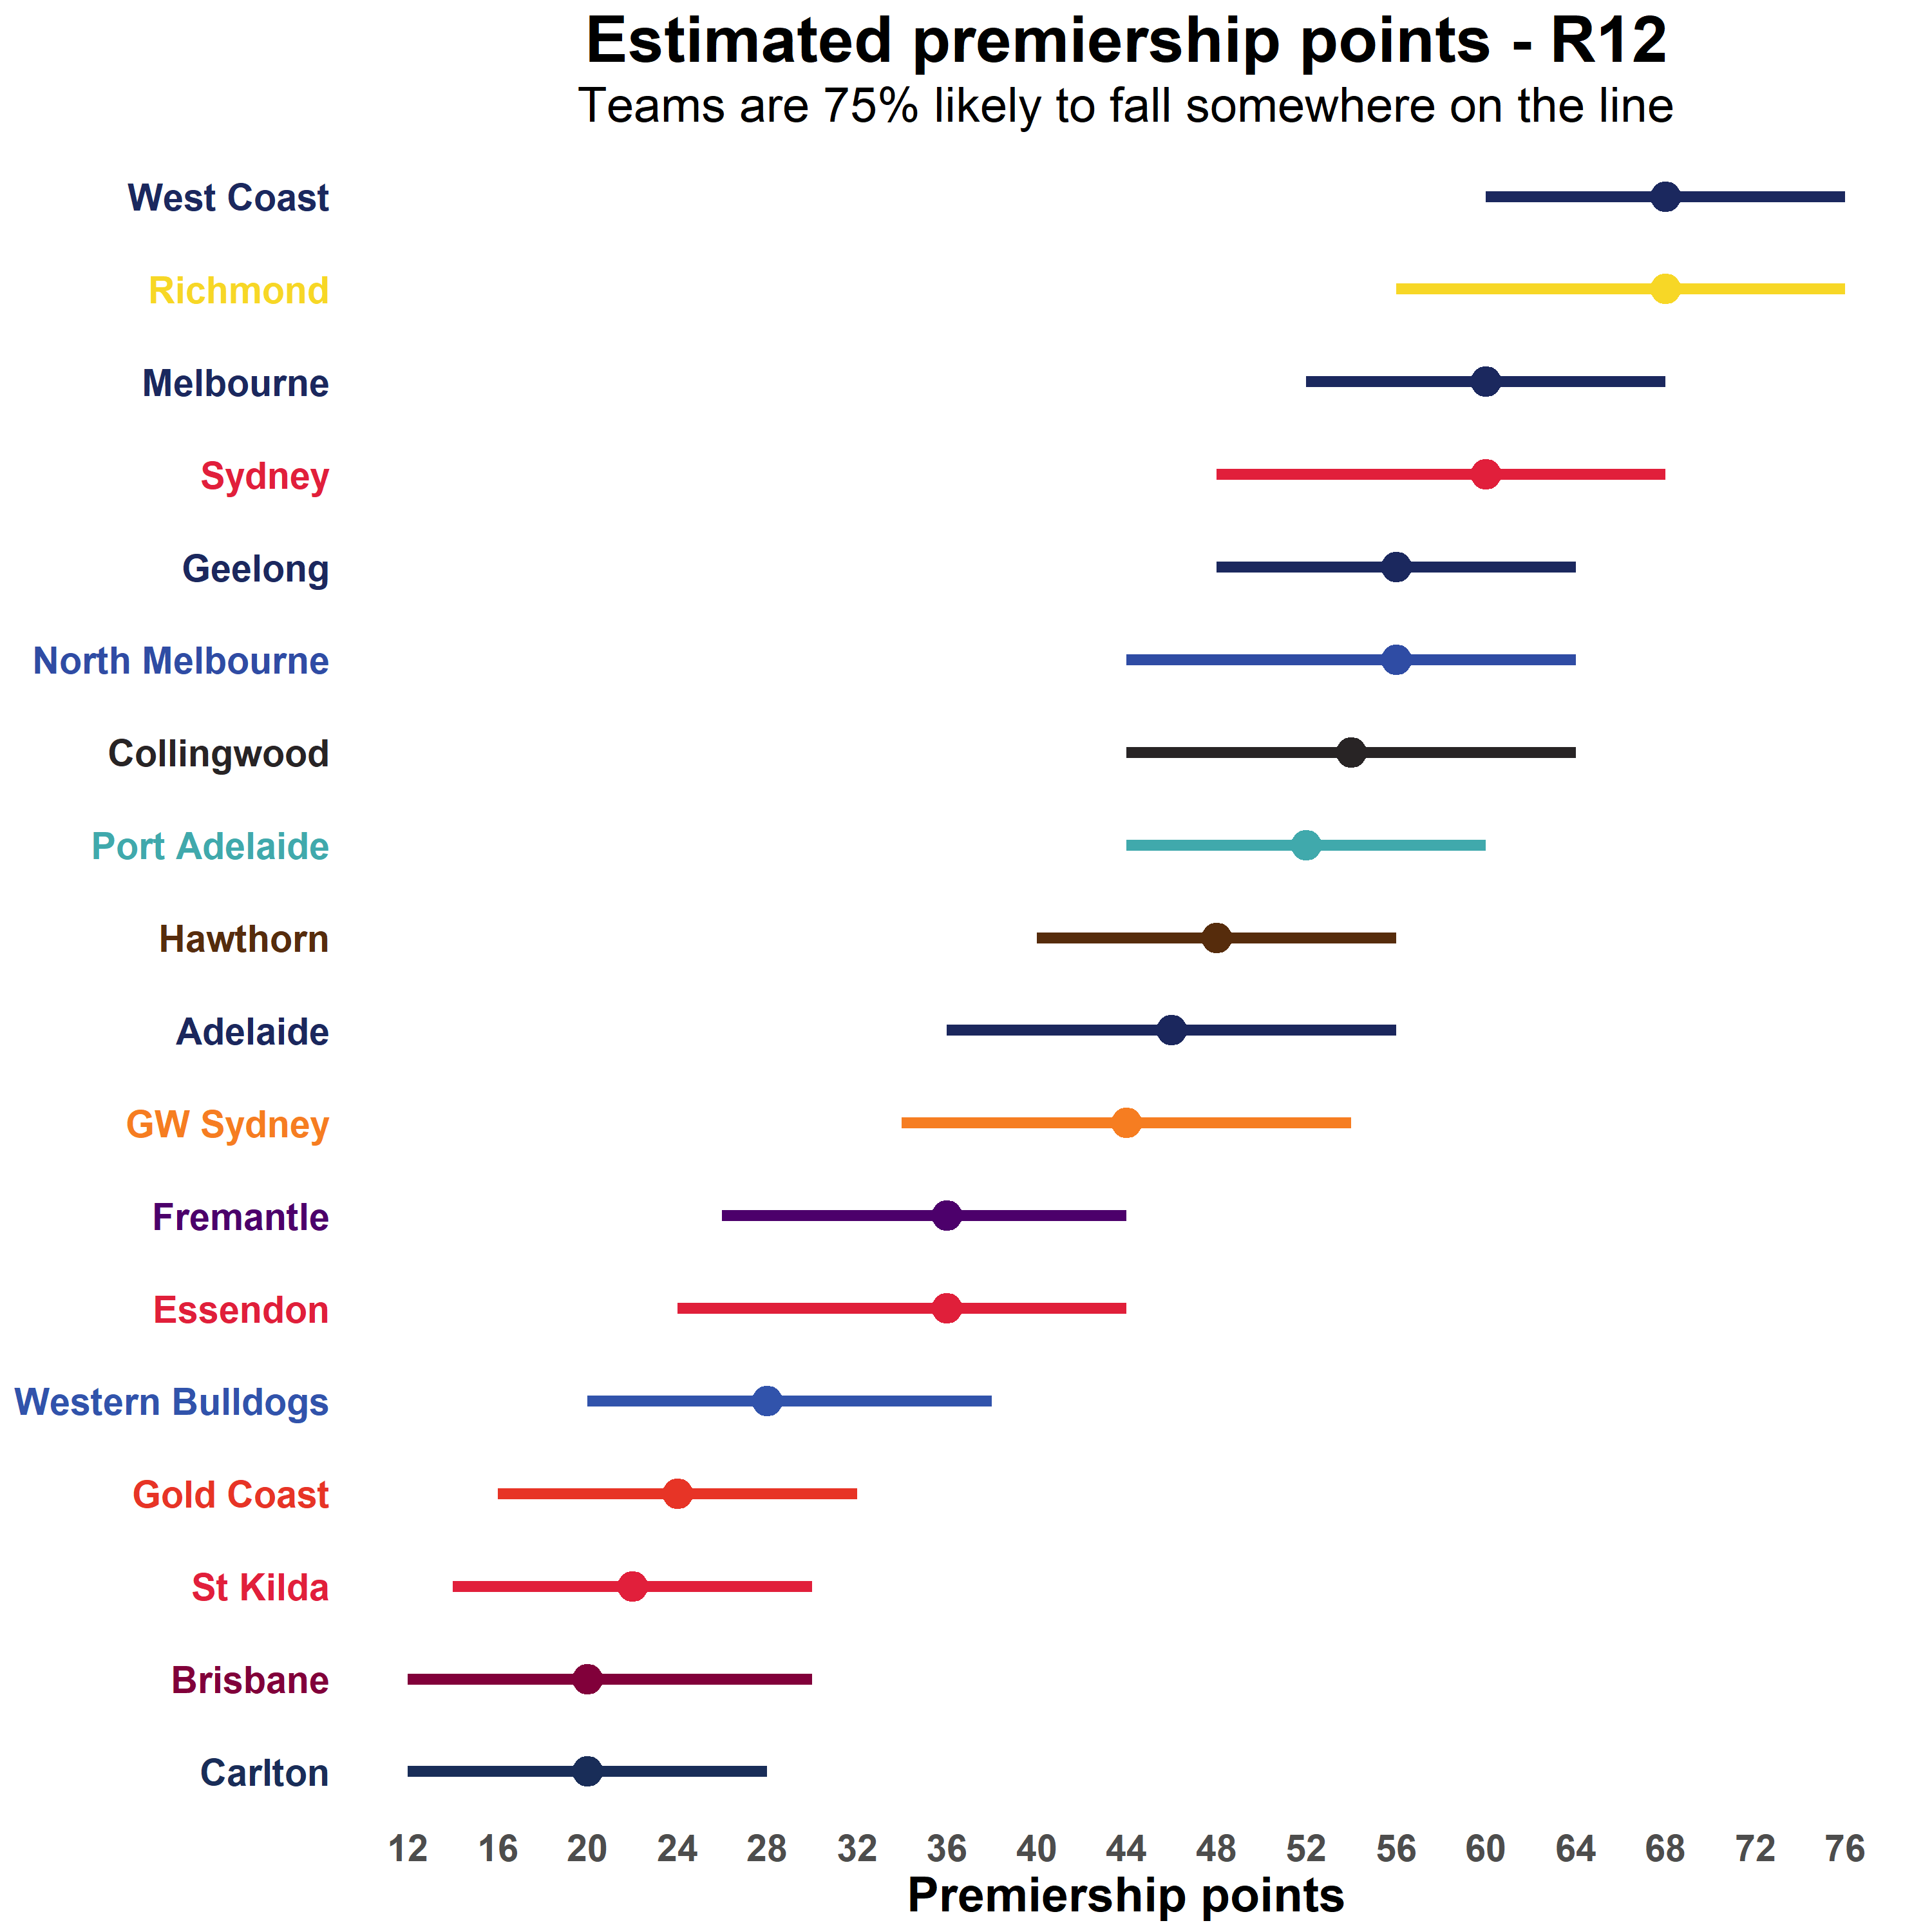 Estimated premiership points - R12
Teams are 75% likely to fall somewhere on the line
West Coast
Richmond
Melbourne
Sydney
Geelong
North Melbourne
Collingwood
Port Adelaide
Hawthorn
Adelaide
GW Sydney
Fremantle
Essendon
Western Bulldogs
Gold Coast
St Kilda
Brisbane
Carlton
12 16 20 24 28 32 36 40 44 48 52 56 60 64 68 72 76
Premiership points